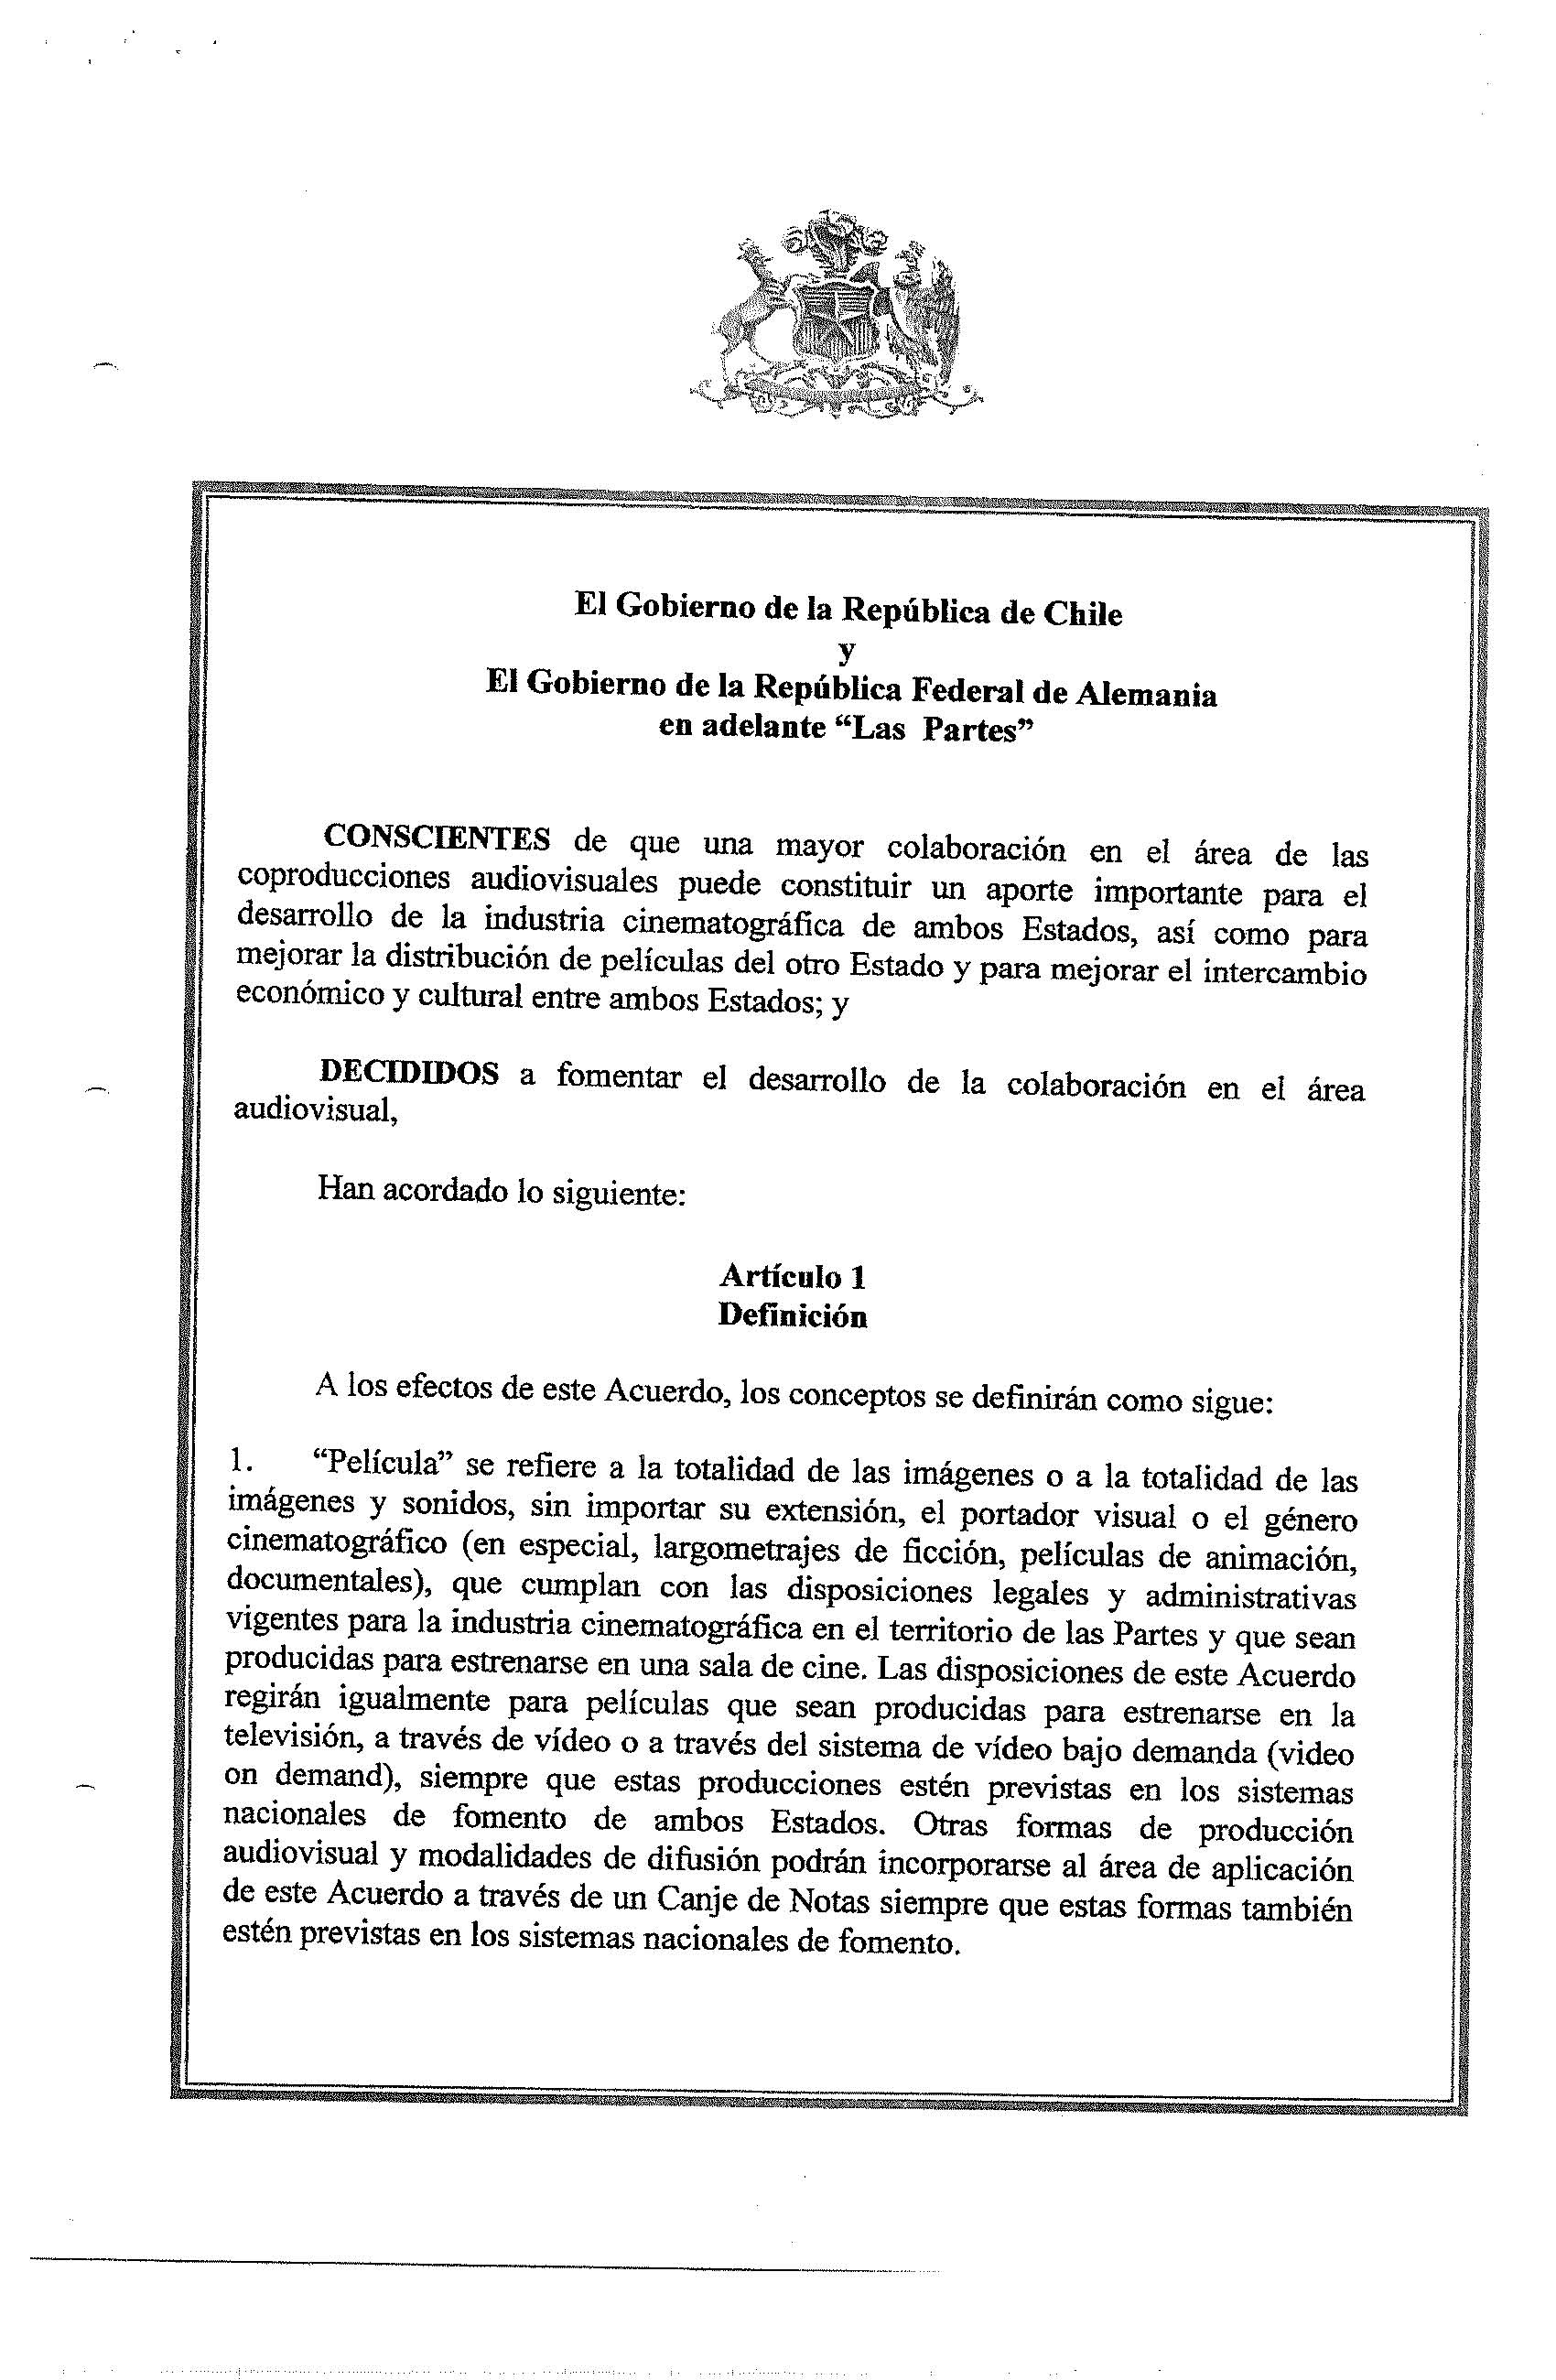 El Gobierno de la República de Chile
y
El Gobierno de la República Federal de Alemania
en adelante “Las Partes”
CONSCIENTES de que una mayor colaboración en el área de las
coproducciones audiovisuales puede constituir un aporte importante para el
desarrollo de la industria cinematográfica de ambos Estados, así como para
mejorar la distribución de películas del otro Estado y para mejorar el intercambio
económico y cultural entre ambos Estados; y
DECIDIDOS a fomentar el desarrollo de la colaboración en el área
audiovisual,
Han acordado lo siguiente:
Artículo 1
Definición
A los efectos de este Acuerdo, los conceptos se definirán como sigue:
1. “Película” se refiere a la totalidad de las imágenes o a la totalidad de las
imágenes y sonidos, sin importar su extensión, el portador visual o el género
cinematográfico (en especial, largometrajes de ficción, películas de animación,
documentales), que cumplan con las disposiciones legales y administrativas
vigentes para la industria cinematográfica en el territorio de las Partes y que sean
producidas para estrenarse en una sala de cine. Las disposiciones de este Acuerdo
regirán igualmente para películas que sean producidas para estrenarse en la
televisión, a través de vídeo o a través del sistema de vídeo bajo demanda (video
on demand), siempre que estas producciones estén previstas en los sistemas
nacionales de fomento de ambos Estados. Otras formas de producción
audiovisual y modalidades de difusión podrán incorporarse al área de aplicación
de este Acuerdo a través de un Canje de Notas siempre que estas formas también
estén previstas en los sistemas nacionales de fomento.